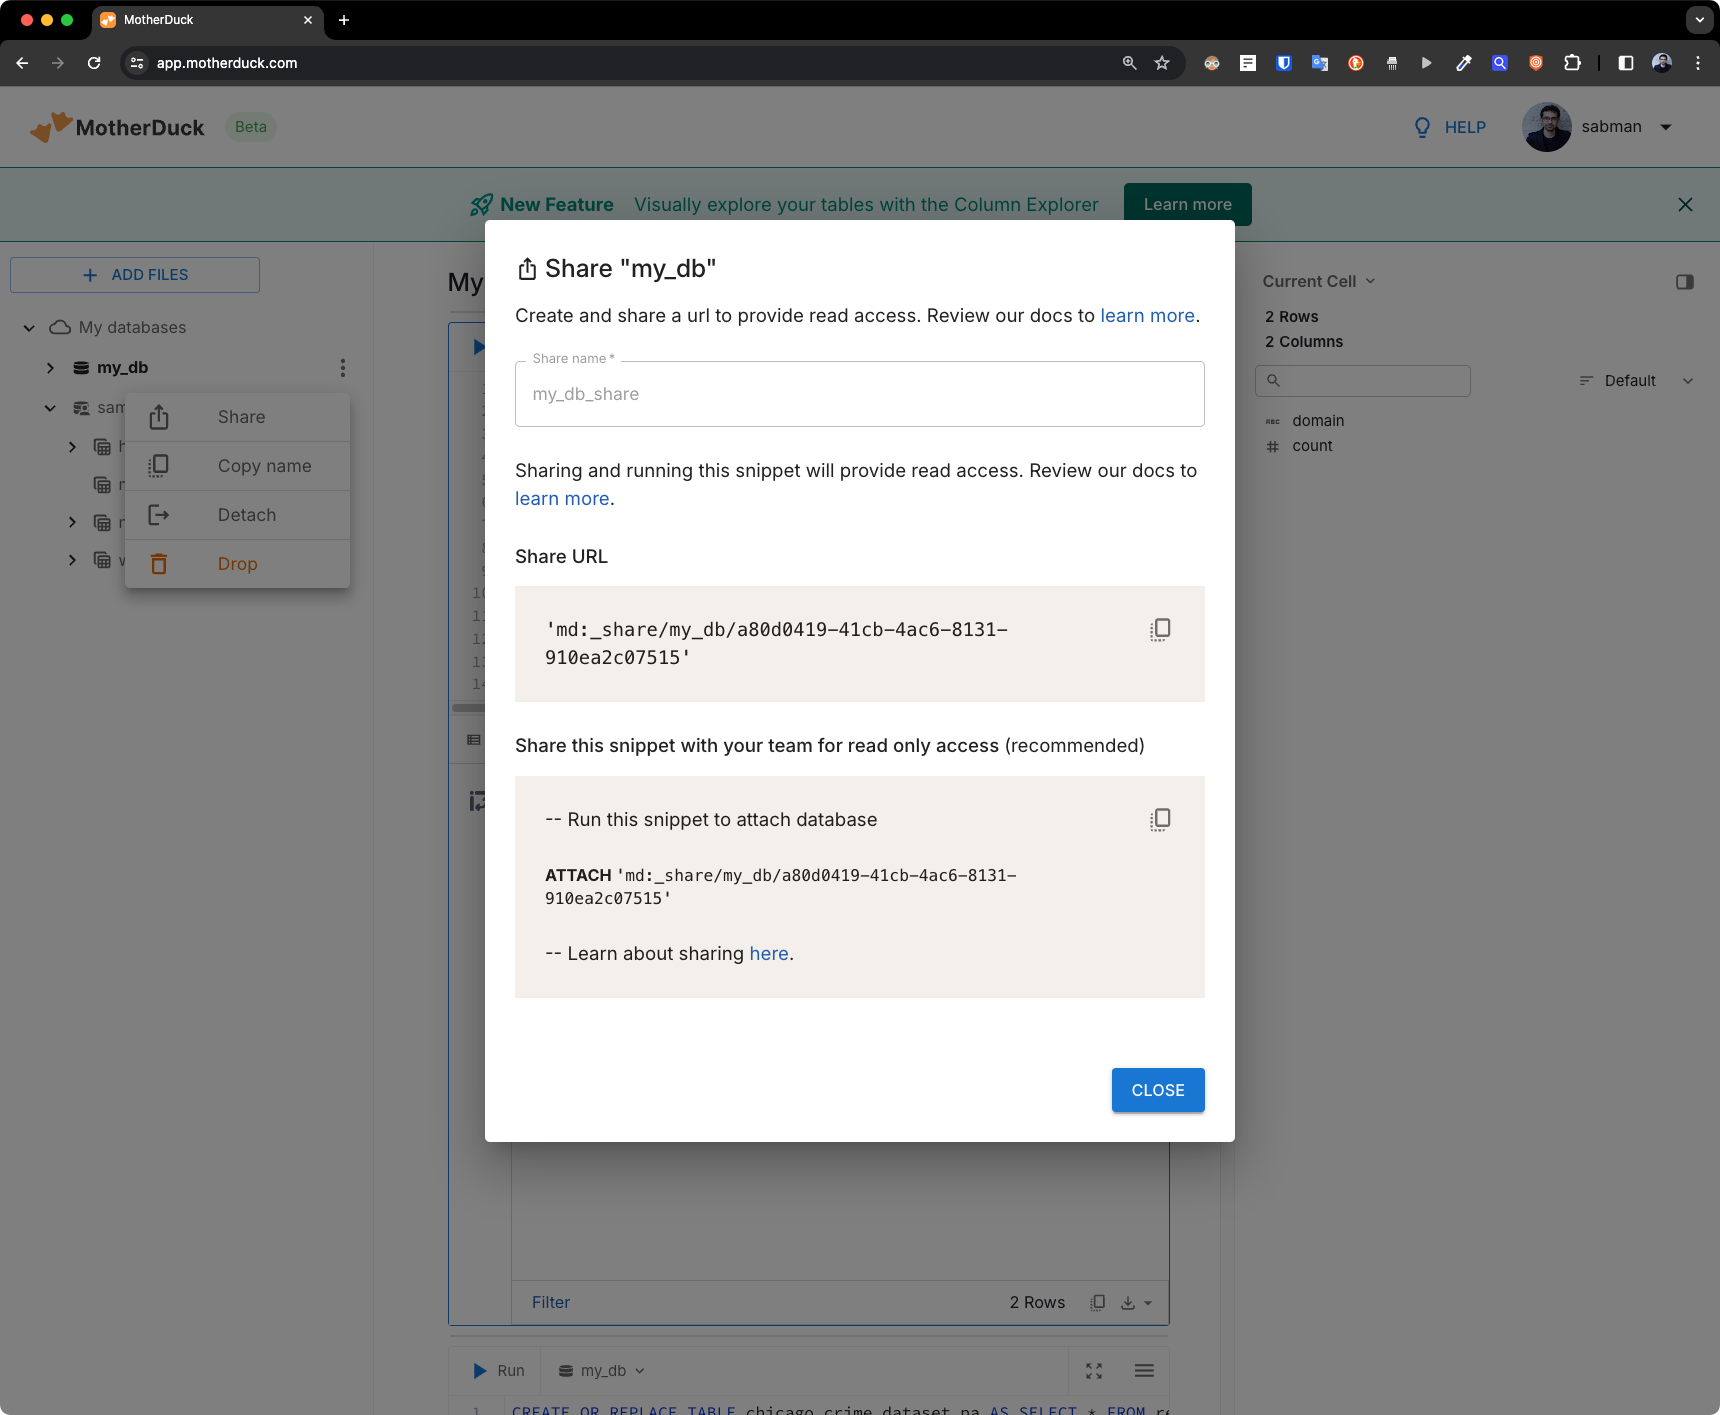 MotherDuck
app.motherduck.com
MotherDuck
Beta
HELP
sabman
New Feature Visually explore your tables with the Column Explorer
Learn more
ADD FILES
My databases
my_db
Share
Copy name
Detach
Drop
My
10
12
13
14
Share "my_db"
Create and share a url to provide read access. Review our docs to learn more.
Share name *
my_db_share
Sharing and running this snippet will provide read access. Review our docs to
learn more.
Share URL
'md:_share/my_db/a80d0419-41cb-4ac6-8131-
910ea2c07515'
Share this snippet with your team for read only access (recommended)
-- Run this snippet to attach database
ATTACH 'md:_share/my_db/a80d0419-41cb-4ac6-8131-
910ea2c07515'
-- Learn about sharing here.
CLOSE
Current Cell
2 Rows
2 Columns
Default
domain
count
Filter
2 Rows
Run
my_db
1
CREATE OR REPLACE TABLE chicago_crime_dataset_pa AS SELECT * FROM re